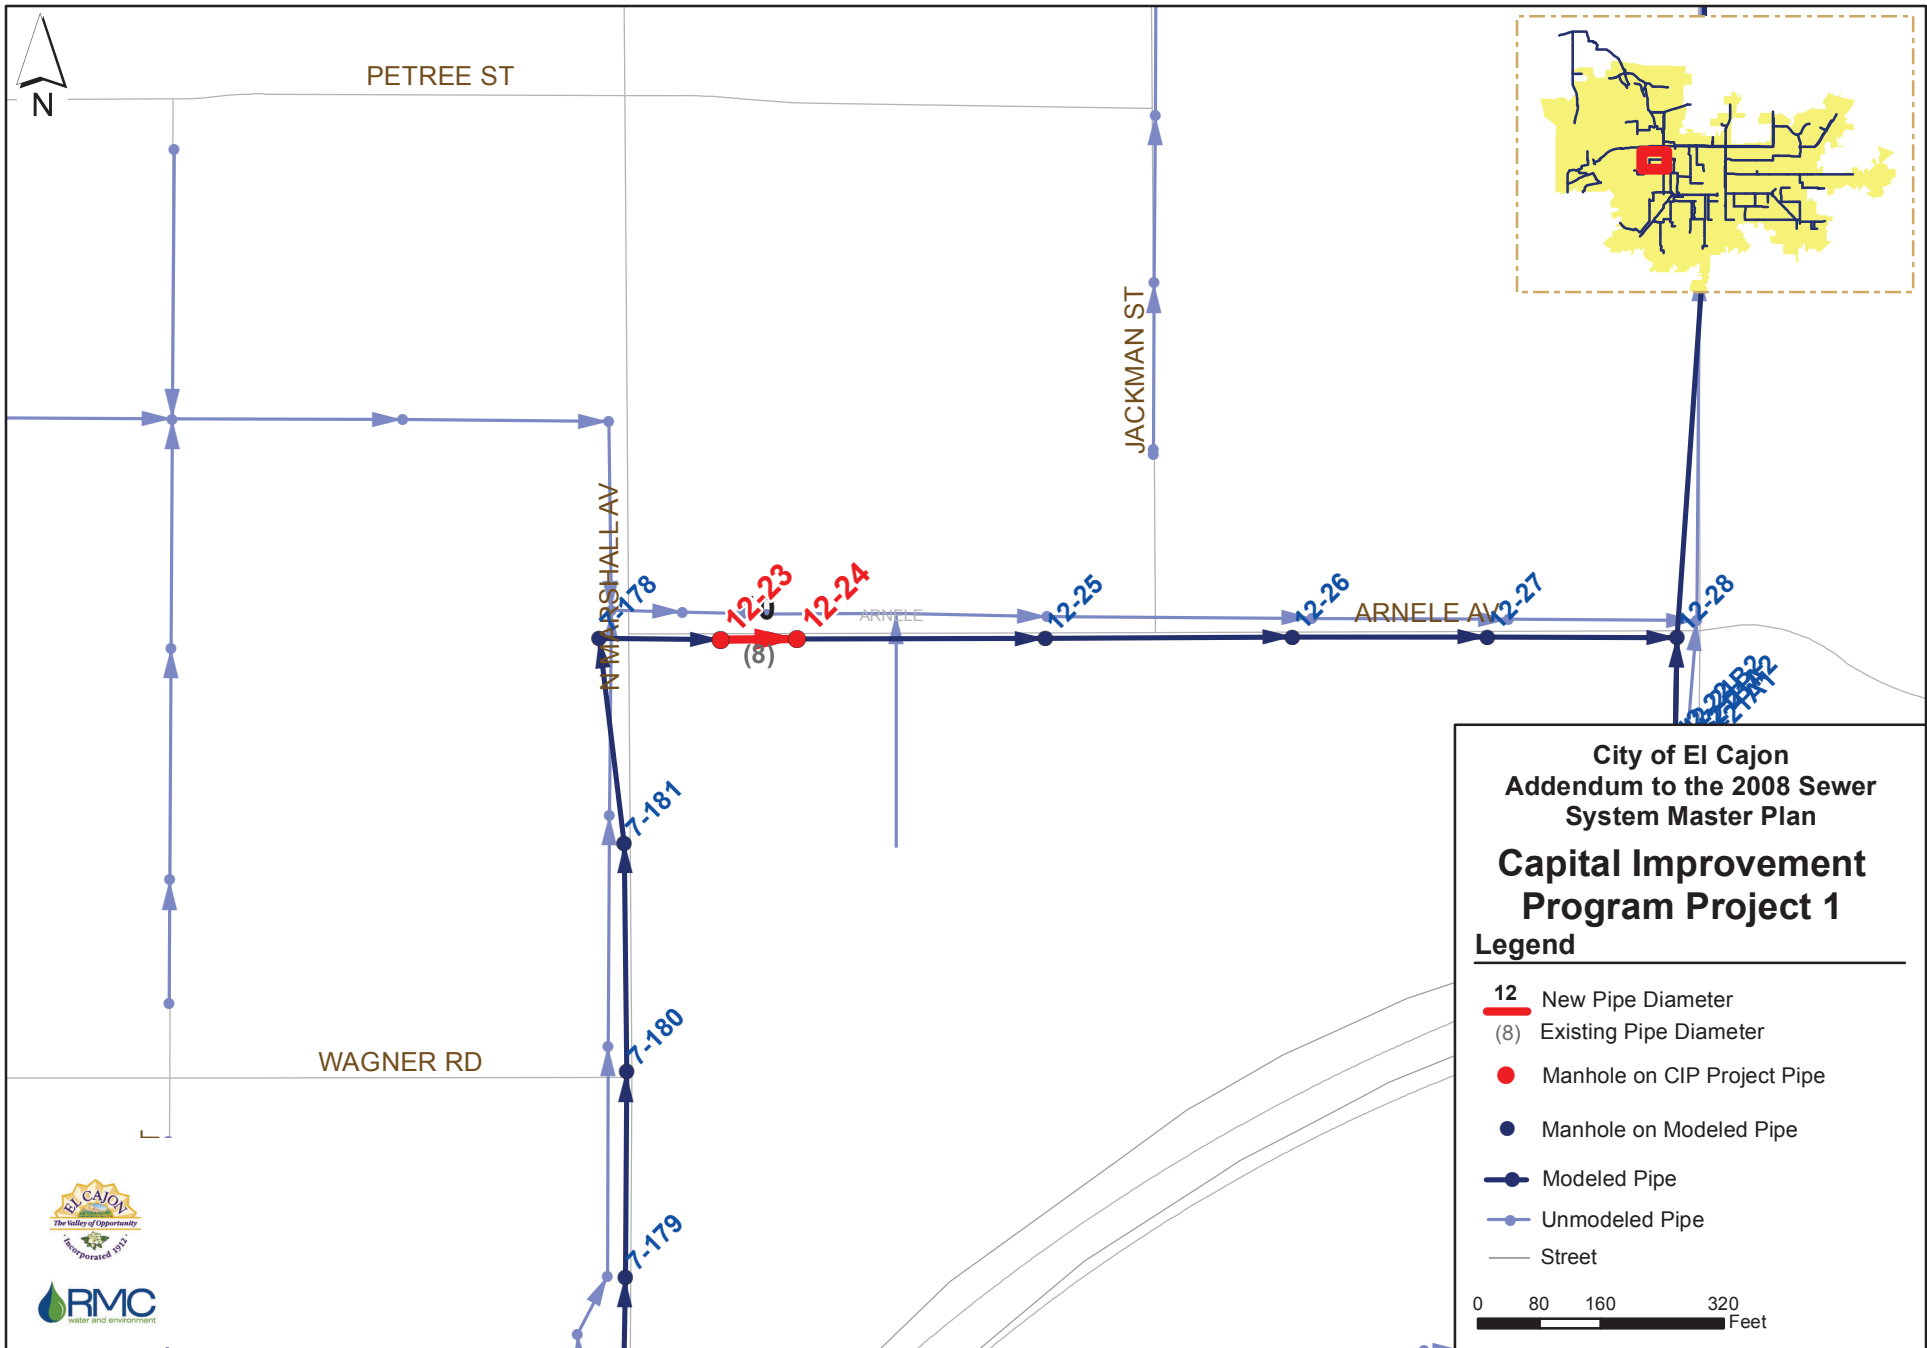 N
PETREE ST
JACKMAN ST
N MARSHALL AV
12-23
12-24
(8)
ARNELE
12-25
12-26
ARNELE AV
12-27
12-28
7-181
7-180
WAGNER RD
7-179
EL CAJON
The Valley of Opportunity
Incorporated 1912
RMC
water and environment
City of El Cajon
Addendum to the 2008 Sewer
System Master Plan
Capital Improvement
Program Project 1
Legend
12 New Pipe Diameter
(8) Existing Pipe Diameter
Manhole on CIP Project Pipe
Manhole on Modeled Pipe
Modeled Pipe
Unmodeled Pipe
Street
0 80 160 320
Feet